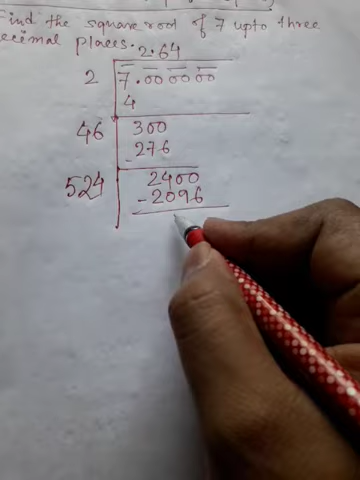 Find the square root of 7 upto three
ecimal places.
2.64
2 7.00 00 00
4
46 300
- 276
524 2400
- 2096